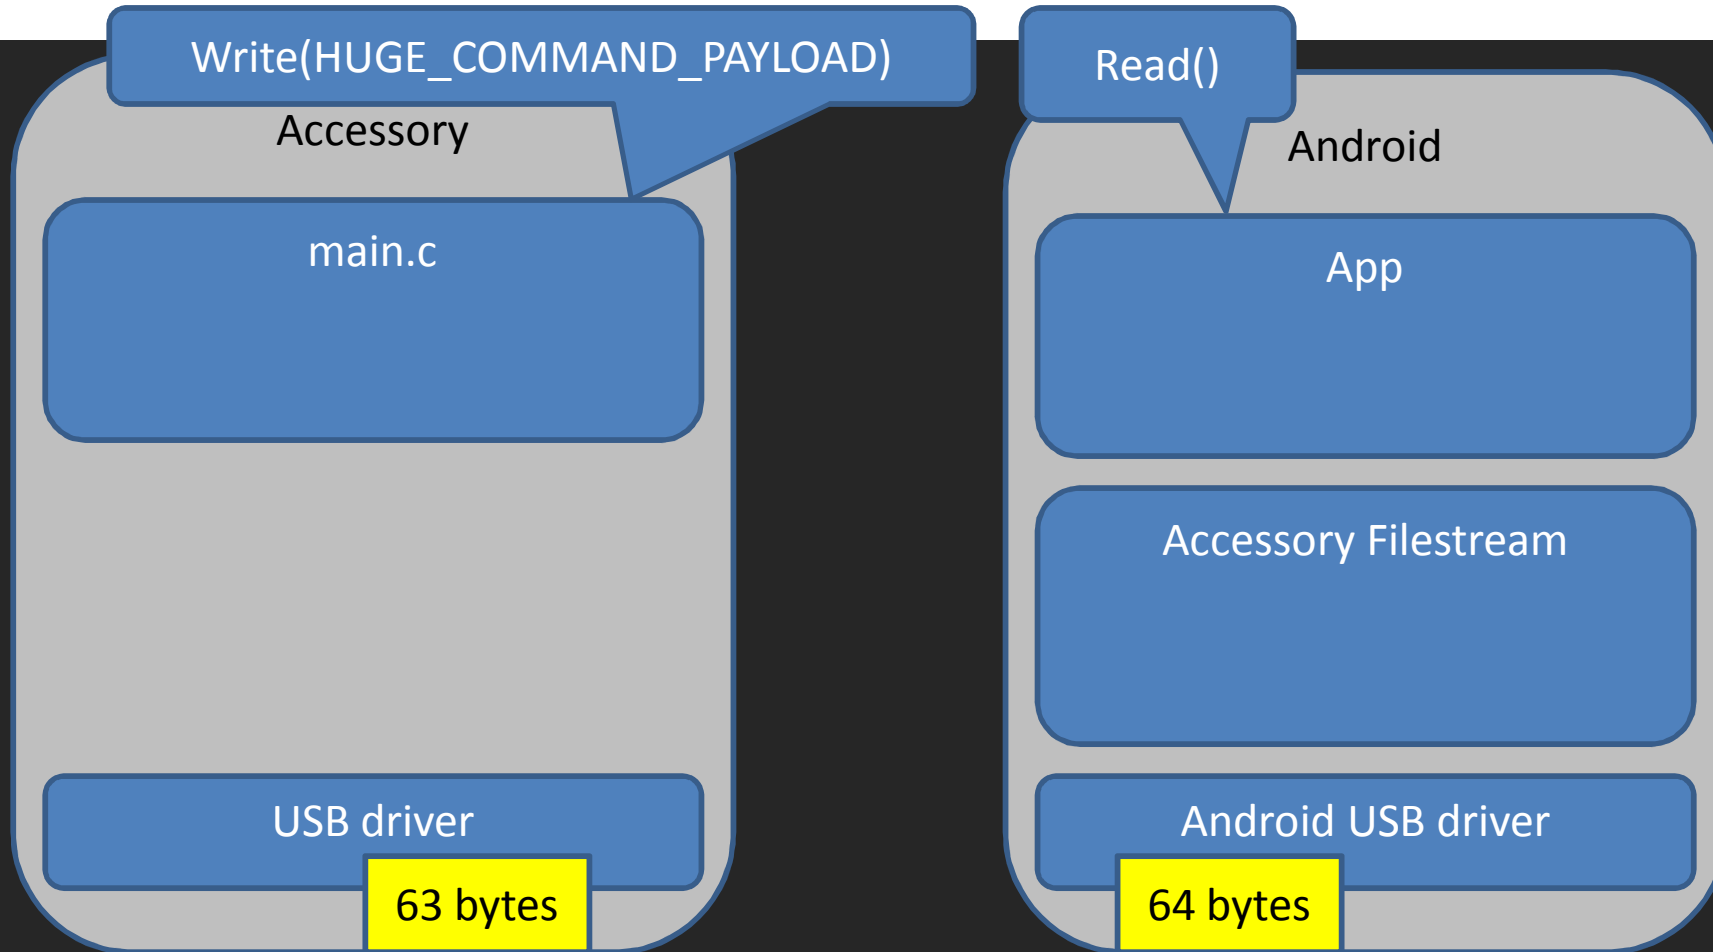 Write(HUGE_COMMAND_PAYLOAD)
Accessory
main.c
USB driver
63 bytes
Read()
Android
App
Accessory Filestream
Android USB driver
64 bytes